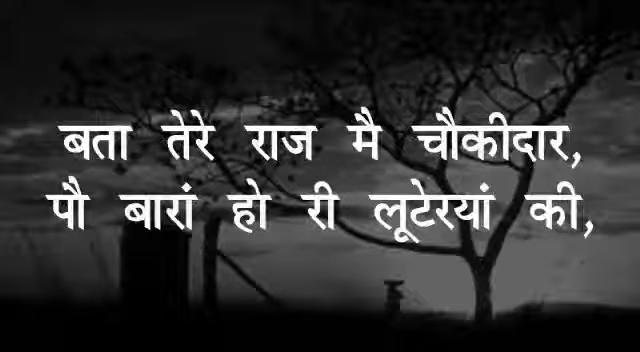 बता तेरे राज मै चौकीदार,
पौ बारां हो री लूटेरयां की,